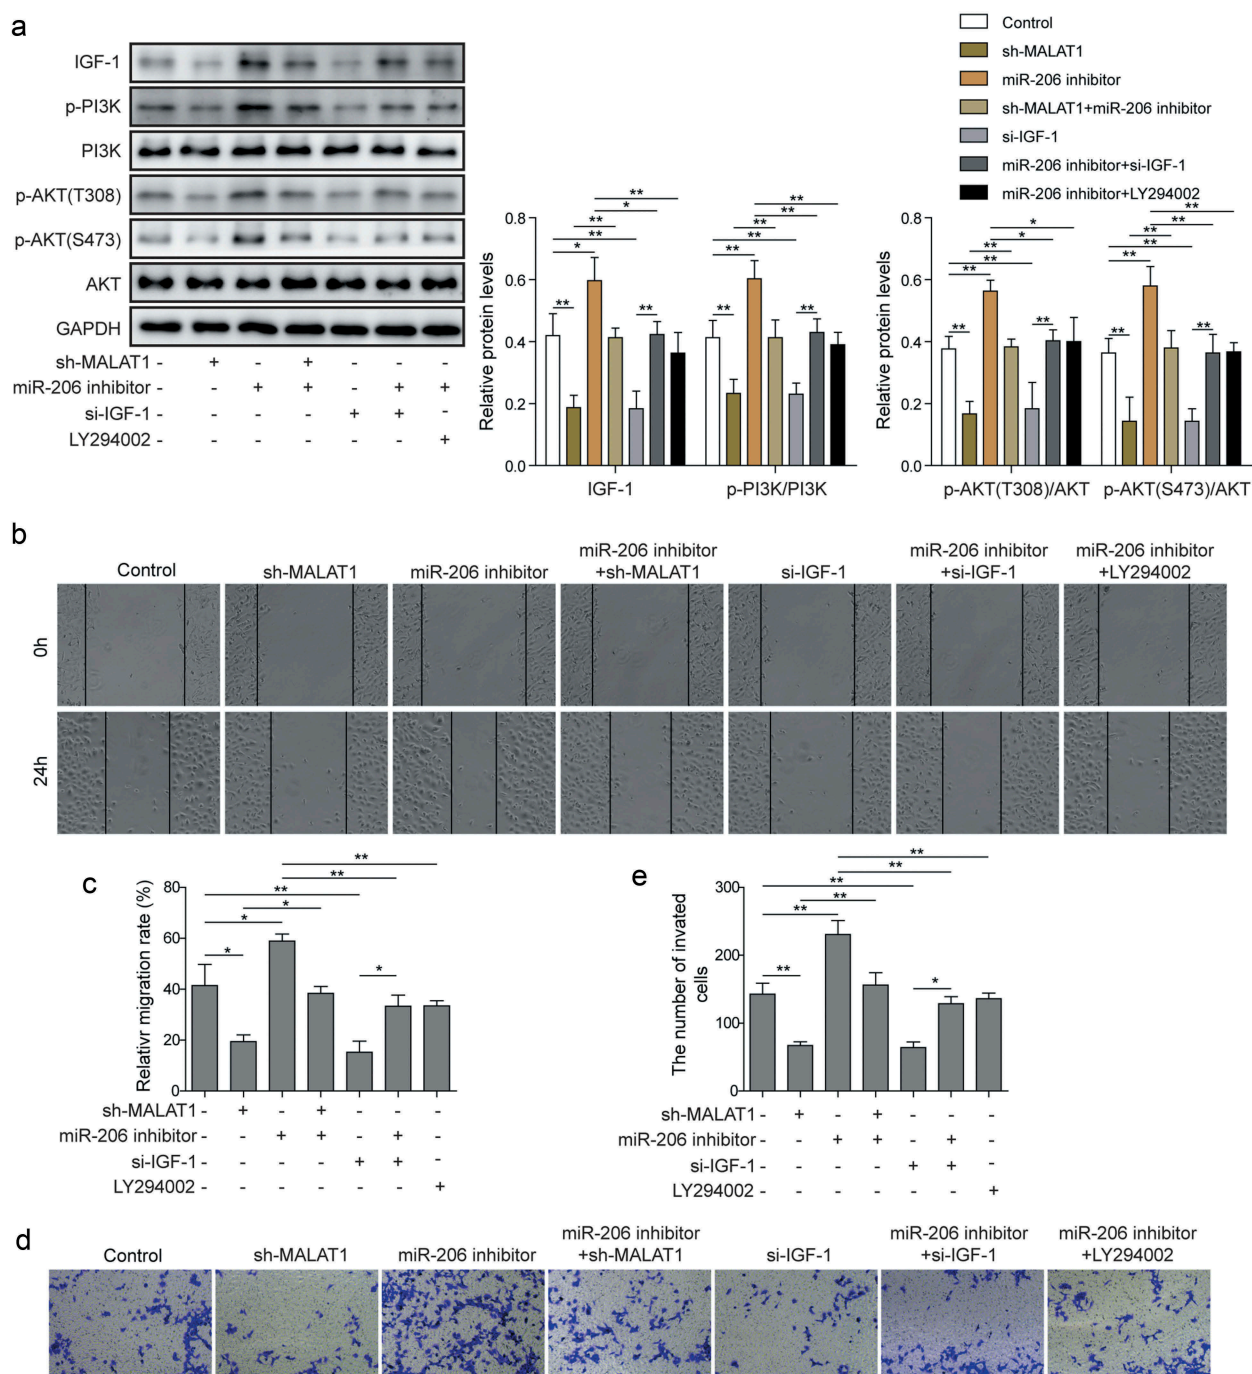 a
IGF-1
p-PI3K
PI3K
p-AKT(T308)
p-AKT(S473)
AKT
GAPDH
sh-MALAT1 - + - + - - -
miR-206 inhibitor - - + + - + +
si-IGF-1 - - - - + + -
LY294002 - - - - - - +
Control
sh-MALAT1
miR-206 inhibitor
sh-MALAT1+miR-206 inhibitor
si-IGF-1
miR-206 inhibitor+si-IGF-1
miR-206 inhibitor+LY294002
Relative protein levels
0.8
0.6
0.4
0.2
0.0
** * ** ** * ** **
** ** ** ** ** ** **
IGF-1 p-PI3K/PI3K
Relative protein levels
0.8
0.6
0.4
0.2
0.0
** ** ** ** * * **
** ** ** ** ** ** **
p-AKT(T308)/AKT p-AKT(S473)/AKT
b
Control
sh-MALAT1
miR-206 inhibitor
miR-206 inhibitor
+sh-MALAT1
si-IGF-1
miR-206 inhibitor
+si-IGF-1
miR-206 inhibitor
+LY294002
0h
24h
c
Relativr migration rate (%)
80
60
40
20
0
**
**
**
*
*
*
*
sh-MALAT1 - + - + - - -
miR-206 inhibitor - - + + - + -
si-IGF-1 - - - - + + -
LY294002 - - - - - - +
e
The number of invated
cells
300
200
100
0
**
**
**
**
**
**
*
sh-MALAT1 - + - + - - -
miR-206 inhibitor - - + + - + -
si-IGF-1 - - - - + + -
LY294002 - - - - - - +
d
Control
sh-MALAT1
miR-206 inhibitor
miR-206 inhibitor
+sh-MALAT1
si-IGF-1
miR-206 inhibitor
+si-IGF-1
miR-206 inhibitor
+LY294002